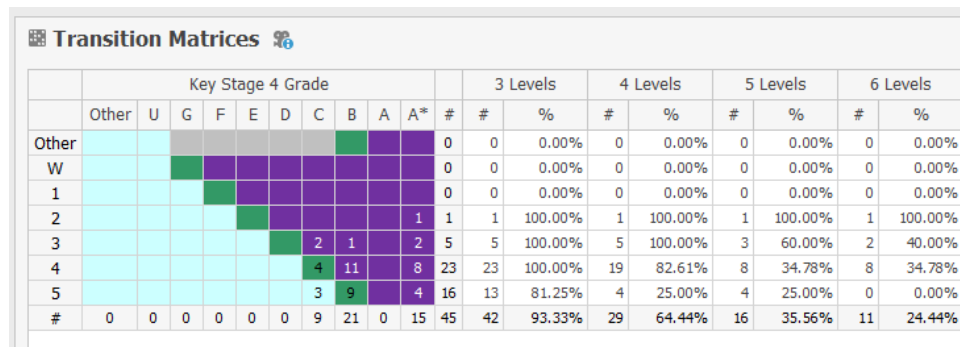 Transition Matrices
Key Stage 4 Grade 3 Levels 4 Levels 5 Levels 6 Levels
Other U G F E D C B A A* # # % # % # % # %
Other 0 0 0.00% 0 0.00% 0 0.00% 0 0.00%
W 0 0 0.00% 0 0.00% 0 0.00% 0 0.00%
1 0 0 0.00% 0 0.00% 0 0.00% 0 0.00%
2 1 1 1 100.00% 1 100.00% 1 100.00% 1 100.00%
3 2 1 2 5 5 100.00% 5 100.00% 3 60.00% 2 40.00%
4 4 11 8 23 23 100.00% 19 82.61% 8 34.78% 8 34.78%
5 3 9 4 16 13 81.25% 4 25.00% 4 25.00% 0 0.00%
# 0 0 0 0 0 0 9 21 0 15 45 42 93.33% 29 64.44% 16 35.56% 11 24.44%